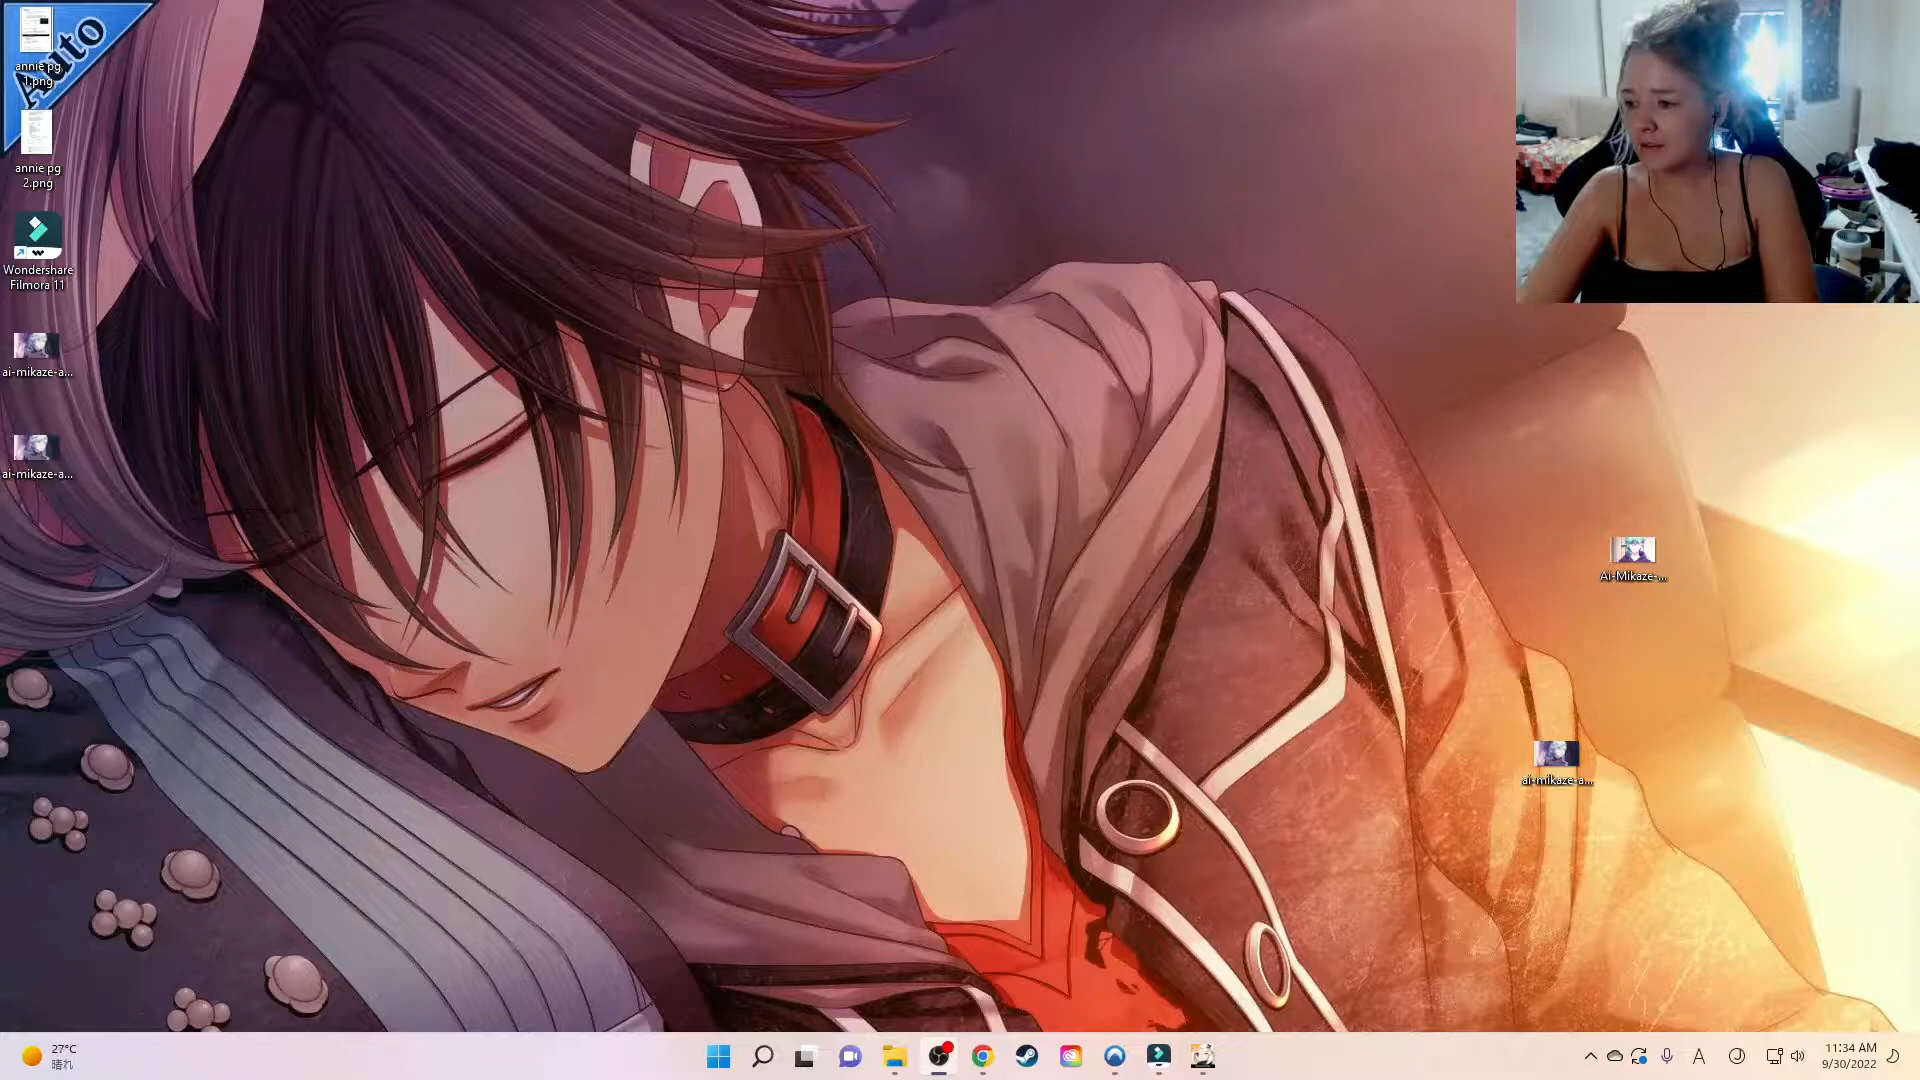 Auto
annie pg
1.png
annie pg
2.png
Wondershare
Filmora 11
ai-mikaze-a...
ai-mikaze-a...
Ai-Mikaze-...
ai-mikaze-a...
27°C
晴れ
A
11:34 AM
9/30/2022